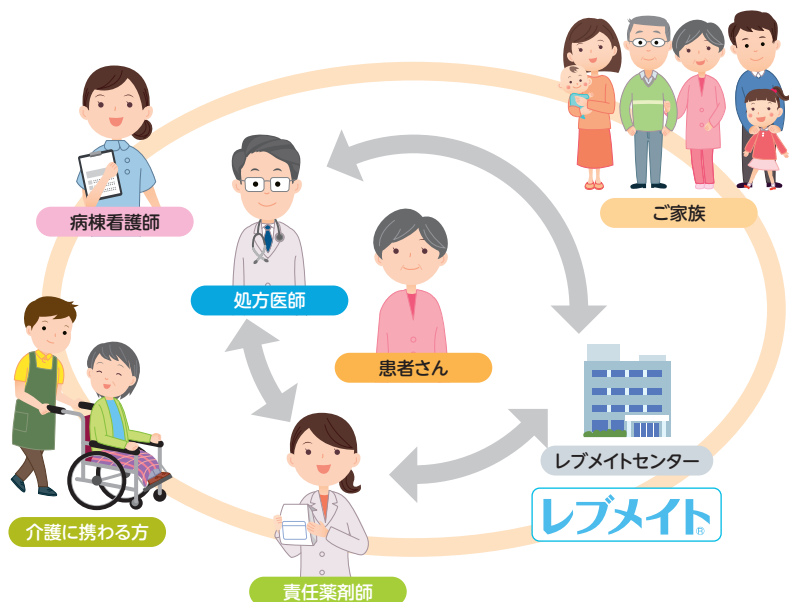 病棟看護師
ご家族
処方医師
患者さん
レブメイトセンター
レブメイト®
介護に携わる方
責任薬剤師